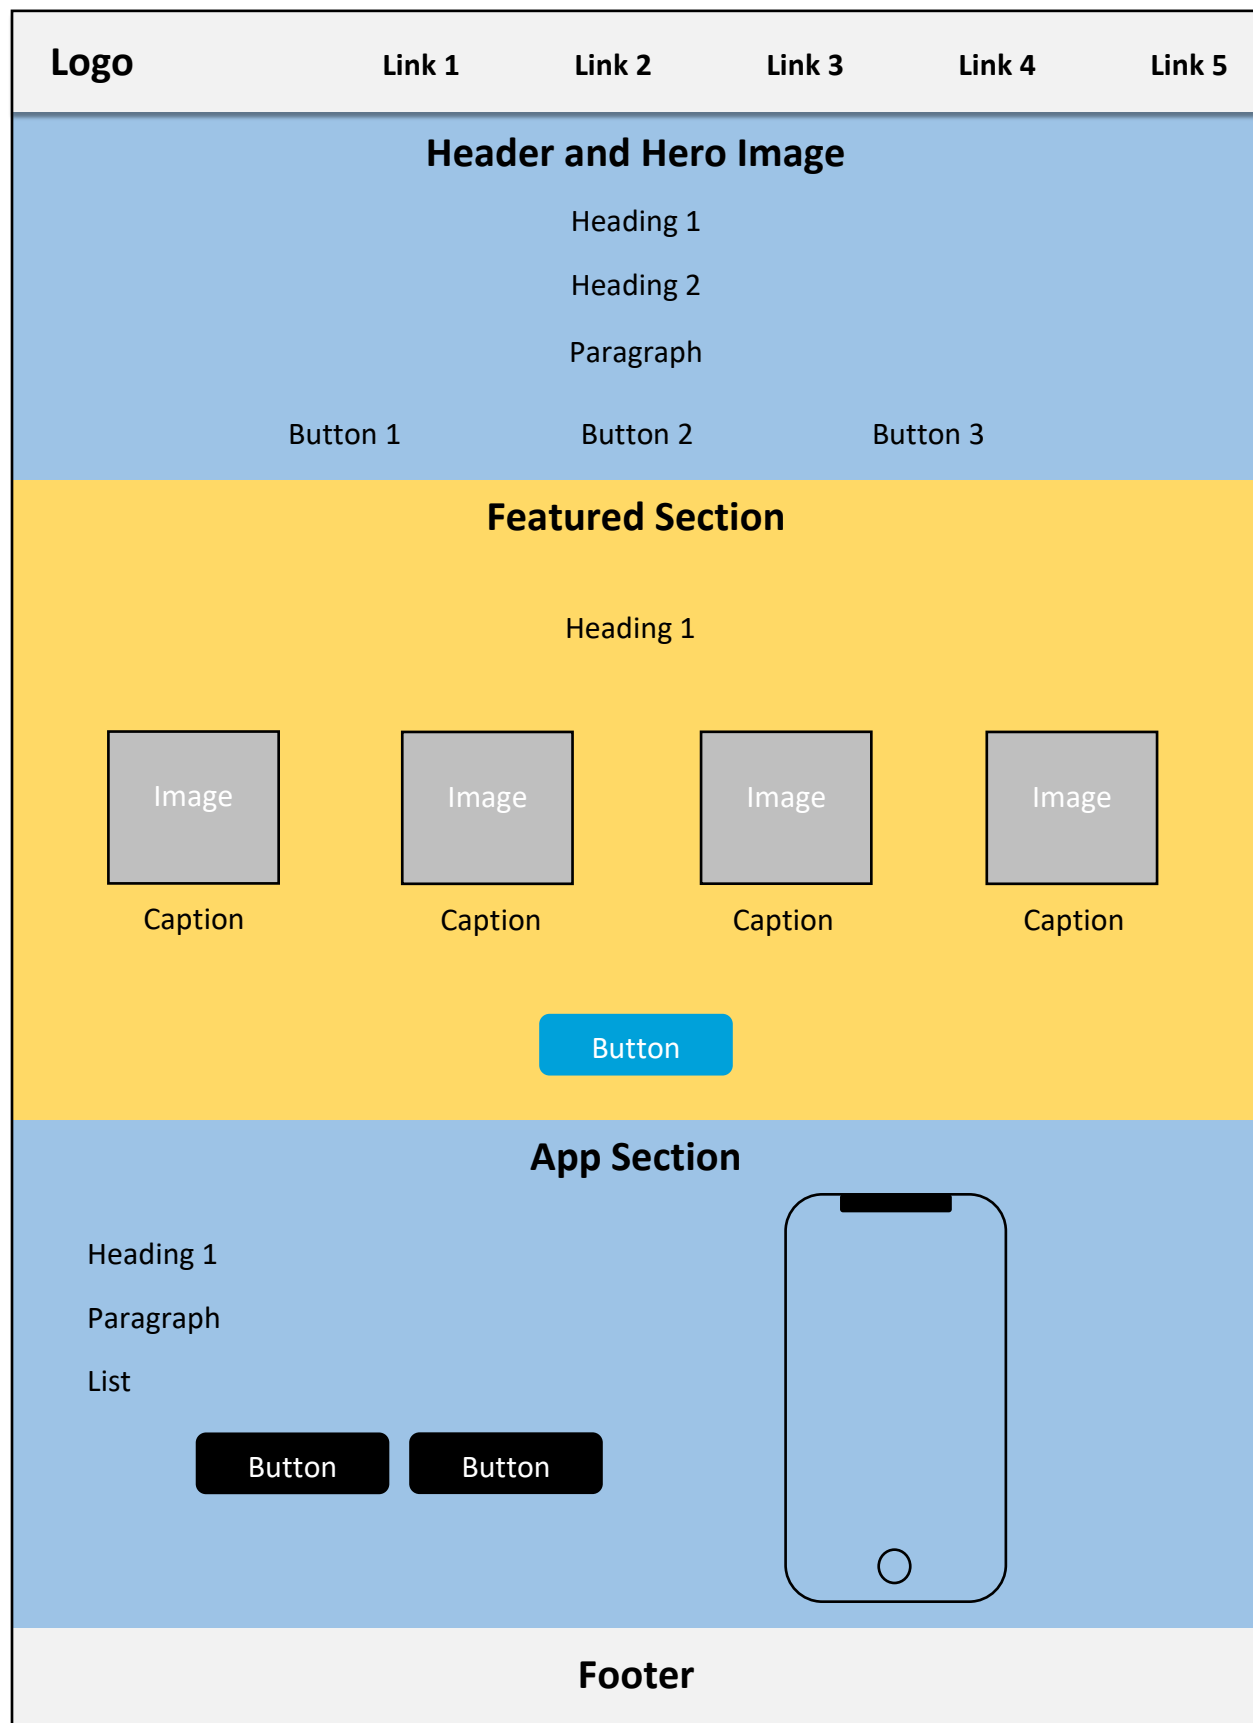 Logo Link 1 Link 2 Link 3 Link 4 Link 5
Header and Hero Image
Heading 1
Heading 2
Paragraph
Button 1 Button 2 Button 3
Featured Section
Heading 1
Image Image Image Image
Caption Caption Caption Caption
Button
App Section
Heading 1
Paragraph
List
Button Button
Footer